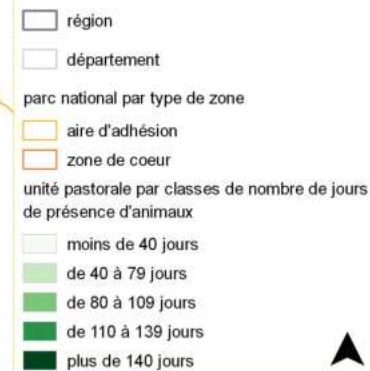 région
département
parc national par type de zone
aire d'adhésion
zone de coeur
unité pastorale par classes de nombre de jours
de présence d'animaux
moins de 40 jours
de 40 à 79 jours
de 80 à 109 jours
de 110 à 139 jours
plus de 140 jours